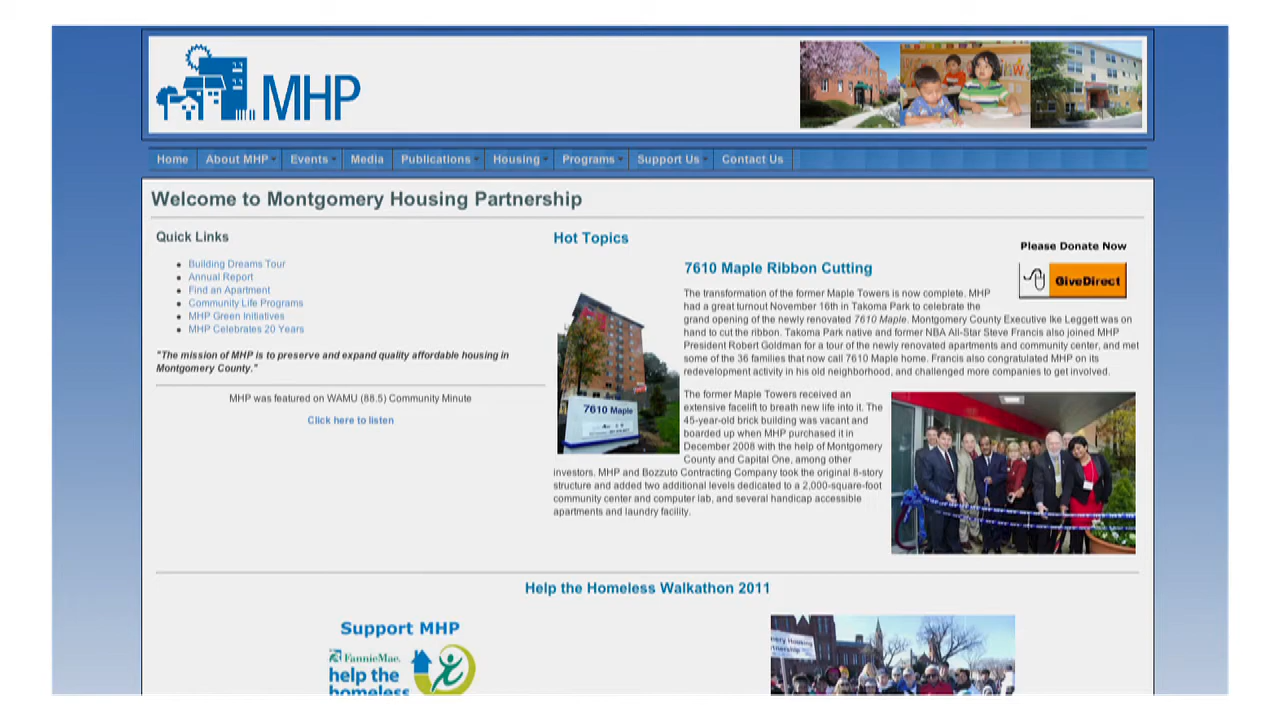 MHP
Home About MHP Events Media Publications Housing Programs Support Us Contact Us
Welcome to Montgomery Housing Partnership
Quick Links
Building Dreams Tour
Annual Report
Find an Apartment
Community Life Programs
MHP Green Initiatives
MHP Celebrates 20 Years
"The mission of MHP is to preserve and expand quality affordable housing in
Montgomery County."
MHP was featured on WAMU (88.5) Community Minute
Click here to listen
Hot Topics
Please Donate Now
GiveDirect
7610 Maple Ribbon Cutting
The transformation of the former Maple Towers is now complete. MHP
had a great turnout November 16th in Takoma Park to celebrate the
grand opening of the newly renovated 7610 Maple. Montgomery County Executive Ike Leggett was on
hand to cut the ribbon. Takoma Park native and former NBA All-Star Steve Francis also joined MHP
President Robert Goldman for a tour of the newly renovated apartments and community center, and met
some of the 36 families that now call 7610 Maple home. Francis also congratulated MHP on its
redevelopment activity in his old neighborhood, and challenged more companies to get involved.
7610 Maple
The former Maple Towers received an
extensive facelift to breath new life into it. The
45-year-old brick building was vacant and
boarded up when MHP purchased it in
December 2008 with the help of Montgomery
County and Capital One, among other
investors. MHP and Bozzuto Contracting Company took the original 8-story
structure and added two additional levels dedicated to a 2,000-square-foot
community center and computer lab, and several handicap accessible
apartments and laundry facility.
Help the Homeless Walkathon 2011
Support MHP
FannieMae.
help the
homeless